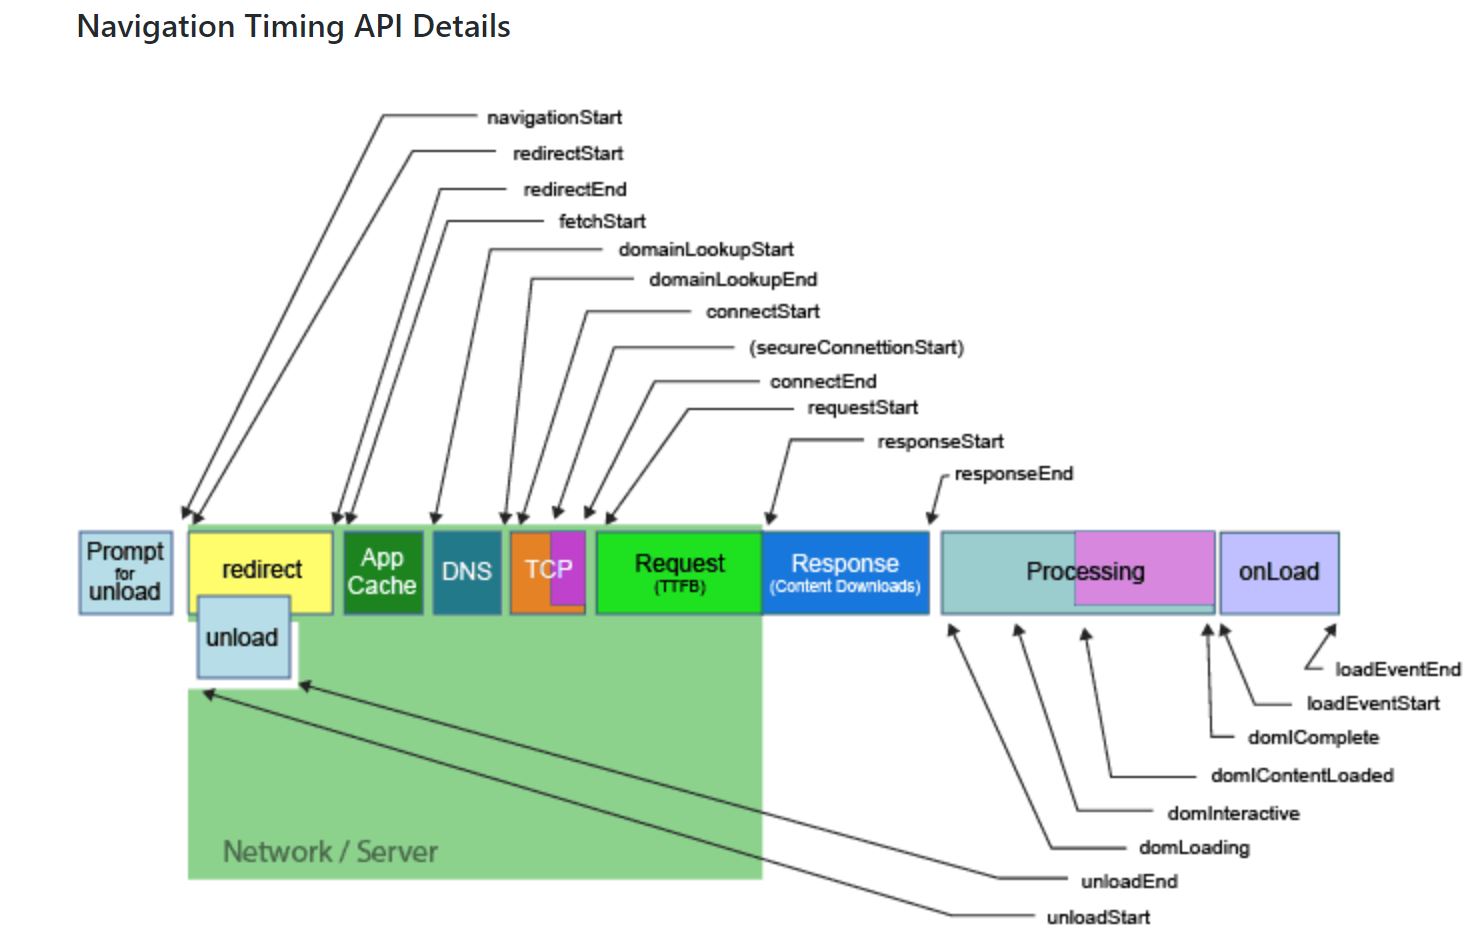 Navigation Timing API Details
navigationStart
redirectStart
redirectEnd
fetchStart
domainLookupStart
domainLookupEnd
connectStart
(secureConnettionStart)
connectEnd
requestStart
responseStart
responseEnd
Prompt
for
unload
redirect
unload
App
Cache
DNS
TCP
Request
(TTFB)
Response
(Content Downloads)
Processing
onLoad
loadEventEnd
loadEventStart
domIComplete
domIContentLoaded
domInteractive
domLoading
Network / Server
unloadEnd
unloadStart